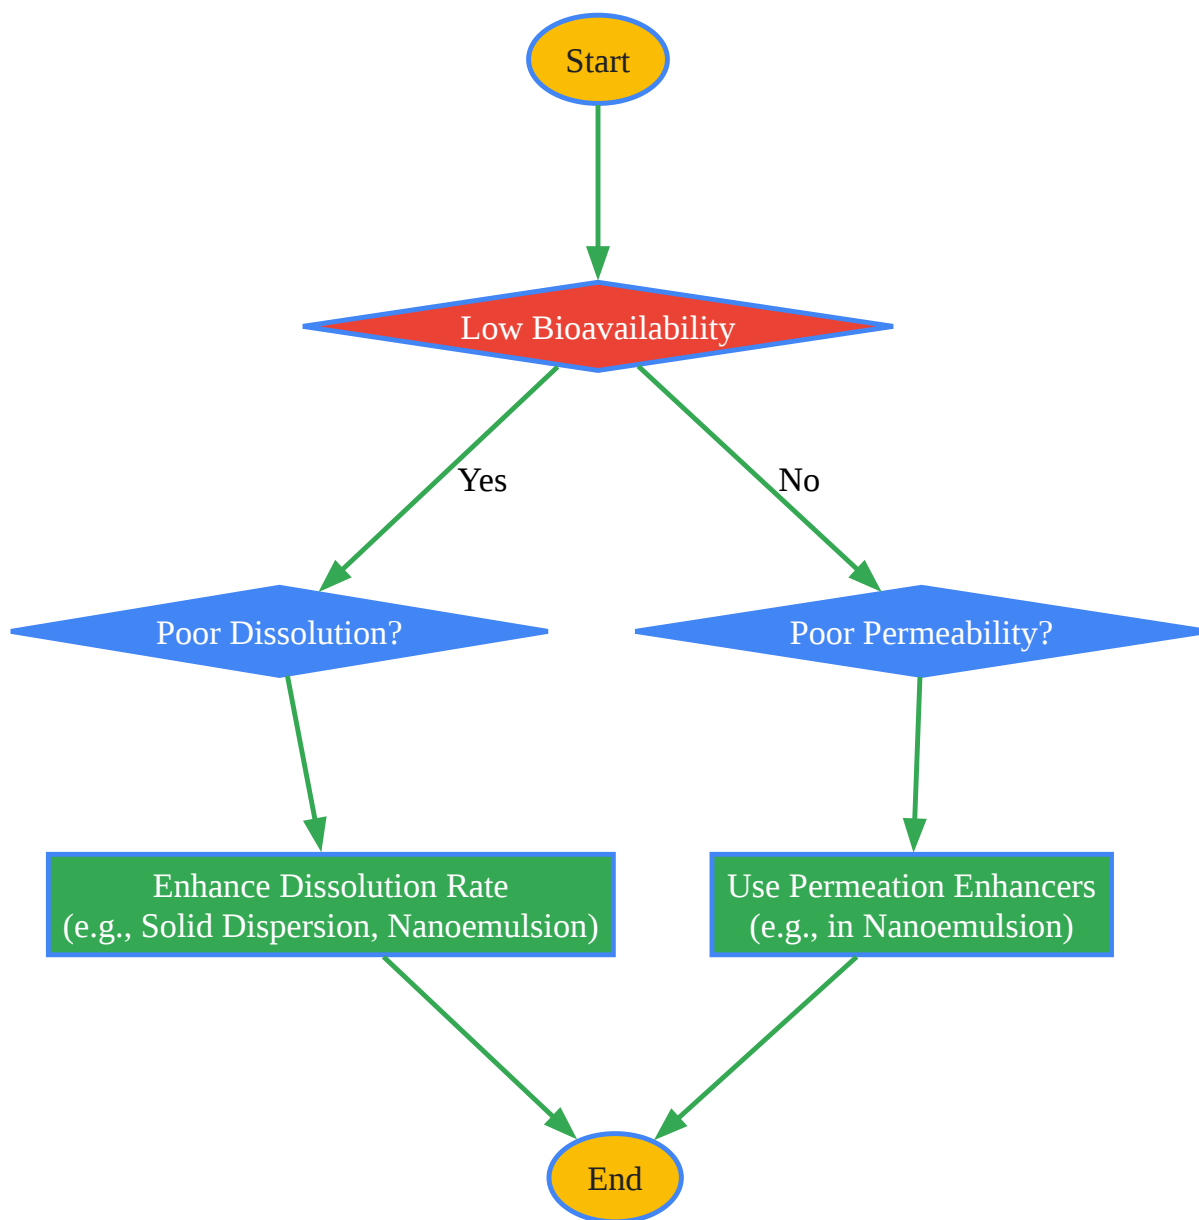 Start
Low Bioavailability
Yes
No
Poor Dissolution?
Poor Permeability?
Enhance Dissolution Rate
(e.g., Solid Dispersion, Nanoemulsion)
Use Permeation Enhancers
(e.g., in Nanoemulsion)
End